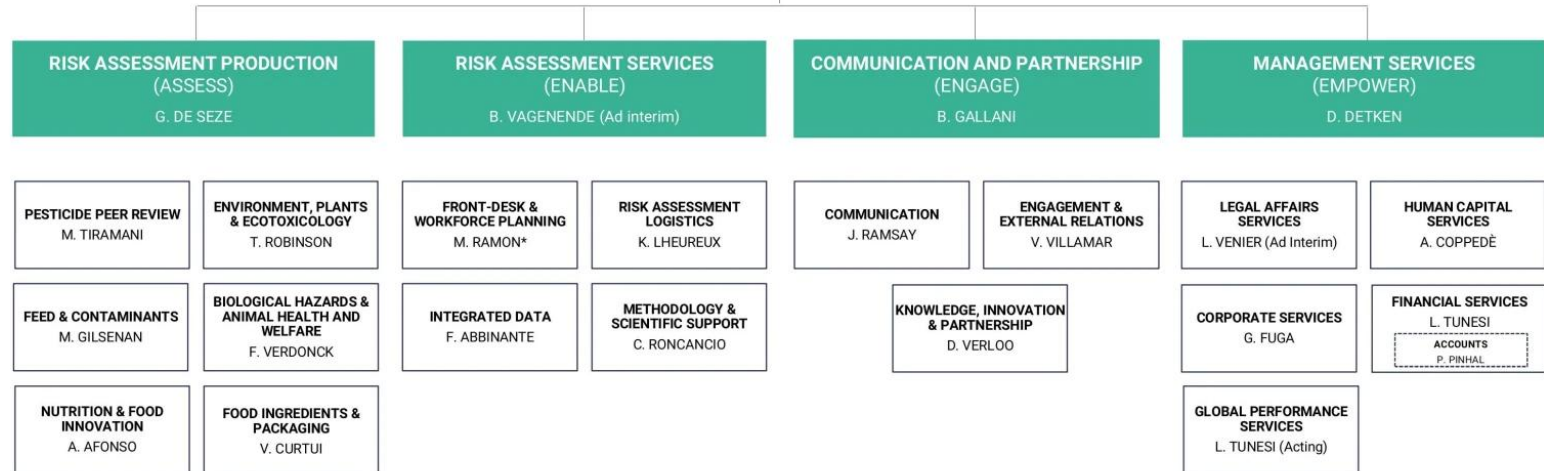 RISK ASSESSMENT PRODUCTION
(ASSESS)
G. DE SEZE
RISK ASSESSMENT SERVICES
(ENABLE)
B. VAGENENDE (Ad interim)
COMMUNICATION AND PARTNERSHIP
(ENGAGE)
B. GALLANI
MANAGEMENT SERVICES
(EMPOWER)
D. DETKEN
PESTICIDE PEER REVIEW
M. TIRAMANI
ENVIRONMENT, PLANTS
& ECOTOXICOLOGY
T. ROBINSON
FRONT-DESK &
WORKFORCE PLANNING
M. RAMON*
RISK ASSESSMENT
LOGISTICS
K. LHEUREUX
COMMUNICATION
J. RAMSAY
ENGAGEMENT &
EXTERNAL RELATIONS
V. VILLAMAR
LEGAL AFFAIRS
SERVICES
L. VENIER (Ad Interim)
HUMAN CAPITAL
SERVICES
A. COPPEDÈ
FEED & CONTAMINANTS
M. GILSENAN
BIOLOGICAL HAZARDS &
ANIMAL HEALTH AND
WELFARE
F. VERDONCK
INTEGRATED DATA
F. ABBINANTE
METHODOLOGY &
SCIENTIFIC SUPPORT
C. RONCANCIO
KNOWLEDGE, INNOVATION
& PARTNERSHIP
D. VERLOO
CORPORATE SERVICES
G. FUGA
FINANCIAL SERVICES
L. TUNESI
ACCOUNTS
P. PINHAL
NUTRITION & FOOD
INNOVATION
A. AFONSO
FOOD INGREDIENTS &
PACKAGING
V. CURTUI
GLOBAL PERFORMANCE
SERVICES
L. TUNESI (Acting)